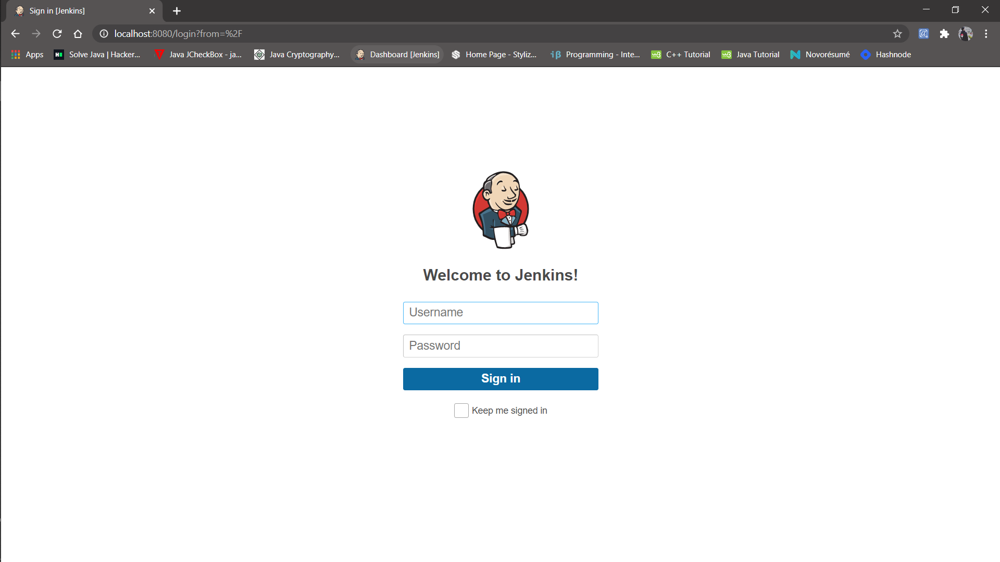 Sign in [Jenkins]
localhost:8080/login?from=%2F
Apps Solve Java | Hacker... Java JCheckBox - ja... Java Cryptography... Dashboard [Jenkins] Home Page - Styliz... iβ Programming - Inte... C++ Tutorial Java Tutorial Novorésumé Hashnode
Welcome to Jenkins!
Username
Password
Sign in
Keep me signed in